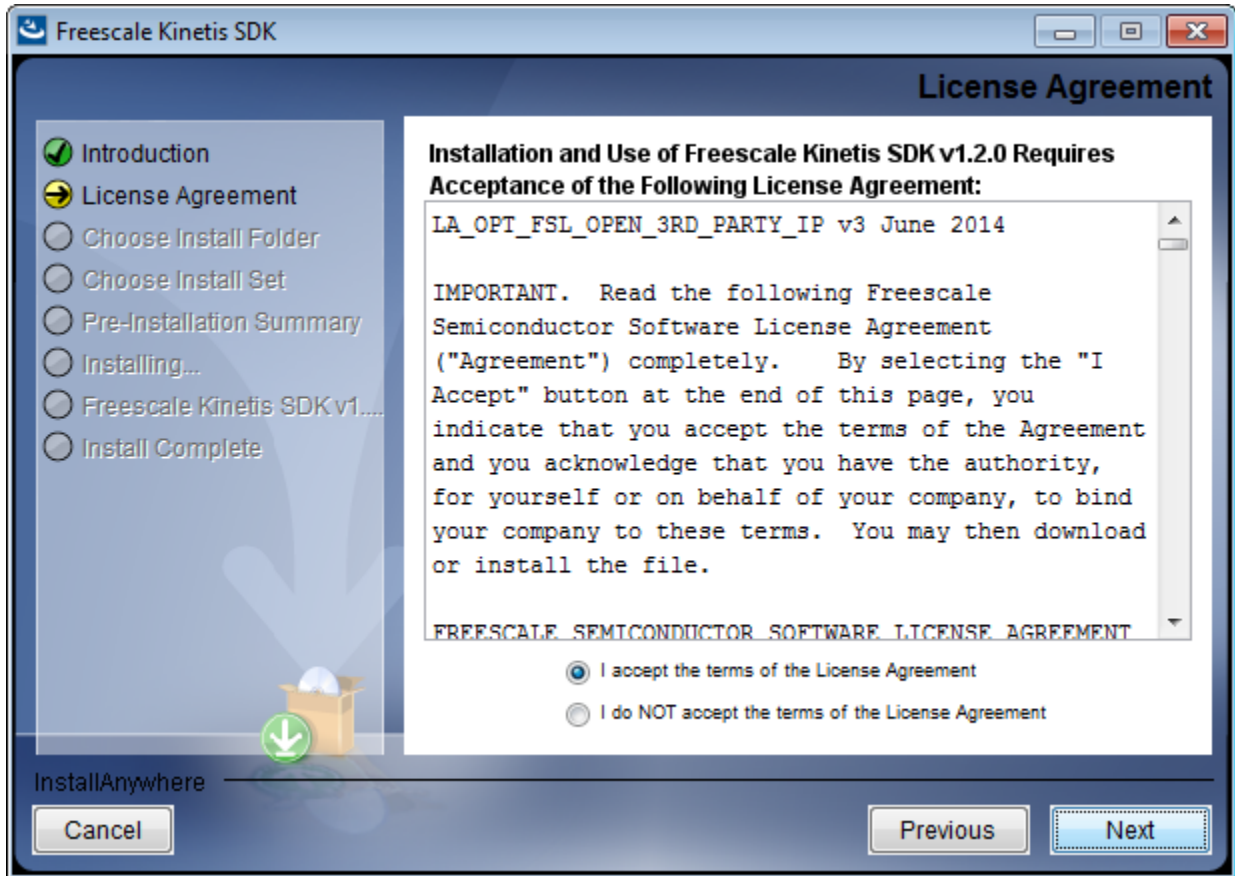 Freescale Kinetis SDK
License Agreement
Introduction
License Agreement
Choose Install Folder
Choose Install Set
Pre-Installation Summary
Installing...
Freescale Kinetis SDK v1....
Install Complete
Installation and Use of Freescale Kinetis SDK v1.2.0 Requires
Acceptance of the Following License Agreement:
LA_OPT_FSL_OPEN_3RD_PARTY_IP v3 June 2014
IMPORTANT.  Read the following Freescale
Semiconductor Software License Agreement
("Agreement") completely.   By selecting the "I
Accept" button at the end of this page, you
indicate that you accept the terms of the Agreement
and you acknowledge that you have the authority,
for yourself or on behalf of your company, to bind
your company to these terms.  You may then download
or install the file.
FREESCALE SEMICONDUCTOR SOFTWARE LICENSE AGREEMENT
I accept the terms of the License Agreement
I do NOT accept the terms of the License Agreement
InstallAnywhere
Cancel
Previous
Next